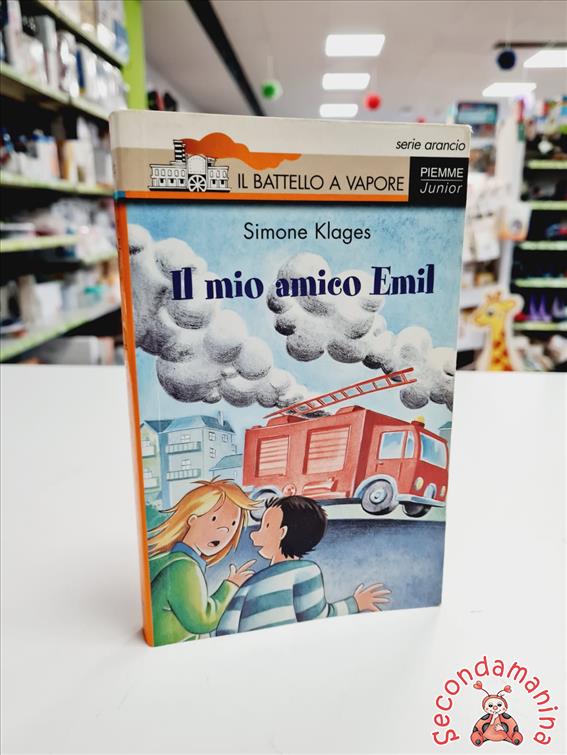 serie arancio
IL BATTELLO A VAPORE
PIEMME
Junior
Simone Klages
Il mio amico Emil
Secondamanina